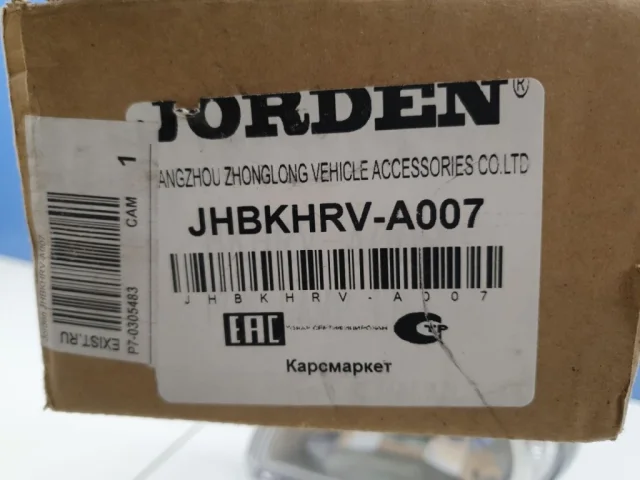 JORDEN®
ANGZHOU ZHONGLONG VEHICLE ACCESSORIES CO.LTD
JHBKHRV-A007
JHBKHRV-A007
EAC
Карсмаркет
1
CAM
P7-0305483
EXIST.RU